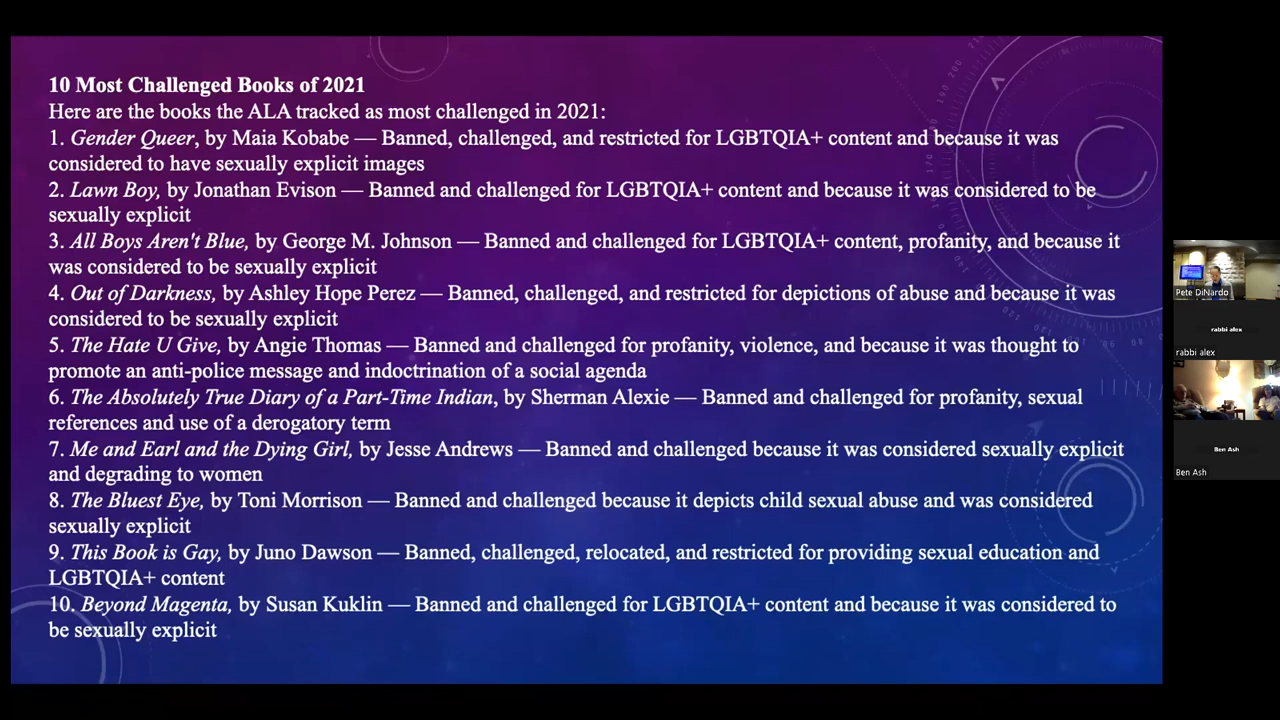 10 Most Challenged Books of 2021
Here are the books the ALA tracked as most challenged in 2021:
1. Gender Queer, by Maia Kobabe — Banned, challenged, and restricted for LGBTQIA+ content and because it was
considered to have sexually explicit images
2. Lawn Boy, by Jonathan Evison — Banned and challenged for LGBTQIA+ content and because it was considered to be
sexually explicit
3. All Boys Aren't Blue, by George M. Johnson — Banned and challenged for LGBTQIA+ content, profanity, and because it
was considered to be sexually explicit
4. Out of Darkness, by Ashley Hope Perez — Banned, challenged, and restricted for depictions of abuse and because it was
considered to be sexually explicit
5. The Hate U Give, by Angie Thomas — Banned and challenged for profanity, violence, and because it was thought to
promote an anti-police message and indoctrination of a social agenda
6. The Absolutely True Diary of a Part-Time Indian, by Sherman Alexie — Banned and challenged for profanity, sexual
references and use of a derogatory term
7. Me and Earl and the Dying Girl, by Jesse Andrews — Banned and challenged because it was considered sexually explicit
and degrading to women
8. The Bluest Eye, by Toni Morrison — Banned and challenged because it depicts child sexual abuse and was considered
sexually explicit
9. This Book is Gay, by Juno Dawson — Banned, challenged, relocated, and restricted for providing sexual education and
LGBTQIA+ content
10. Beyond Magenta, by Susan Kuklin — Banned and challenged for LGBTQIA+ content and because it was considered to
be sexually explicit
Pete DiNardo
rabbi alex
rabbi alex
Ben Ash
Ben Ash